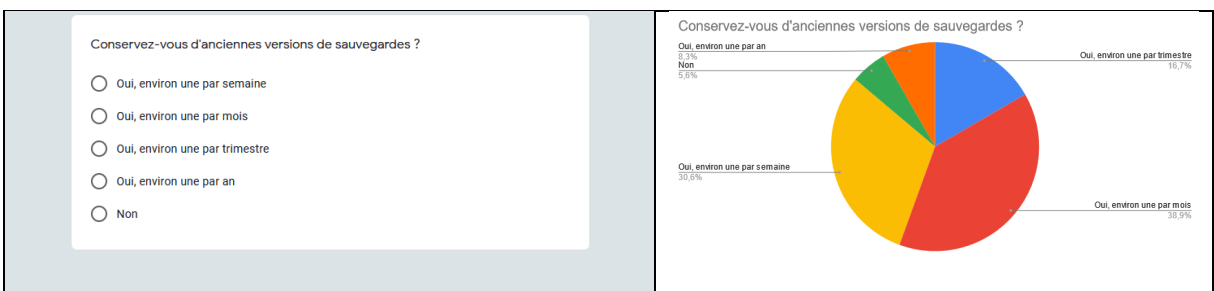 Conservez-vous d'anciennes versions de sauvegardes ?
Oui, environ une par semaine
Oui, environ une par mois
Oui, environ une par trimestre
Oui, environ une par an
Non
Conservez-vous d'anciennes versions de sauvegardes ?
Oui, environ une par an
8,3%
Non
5,6%
Oui, environ une par trimestre
16,7%
Oui, environ une par semaine
30,6%
Oui, environ une par mois
38,9%